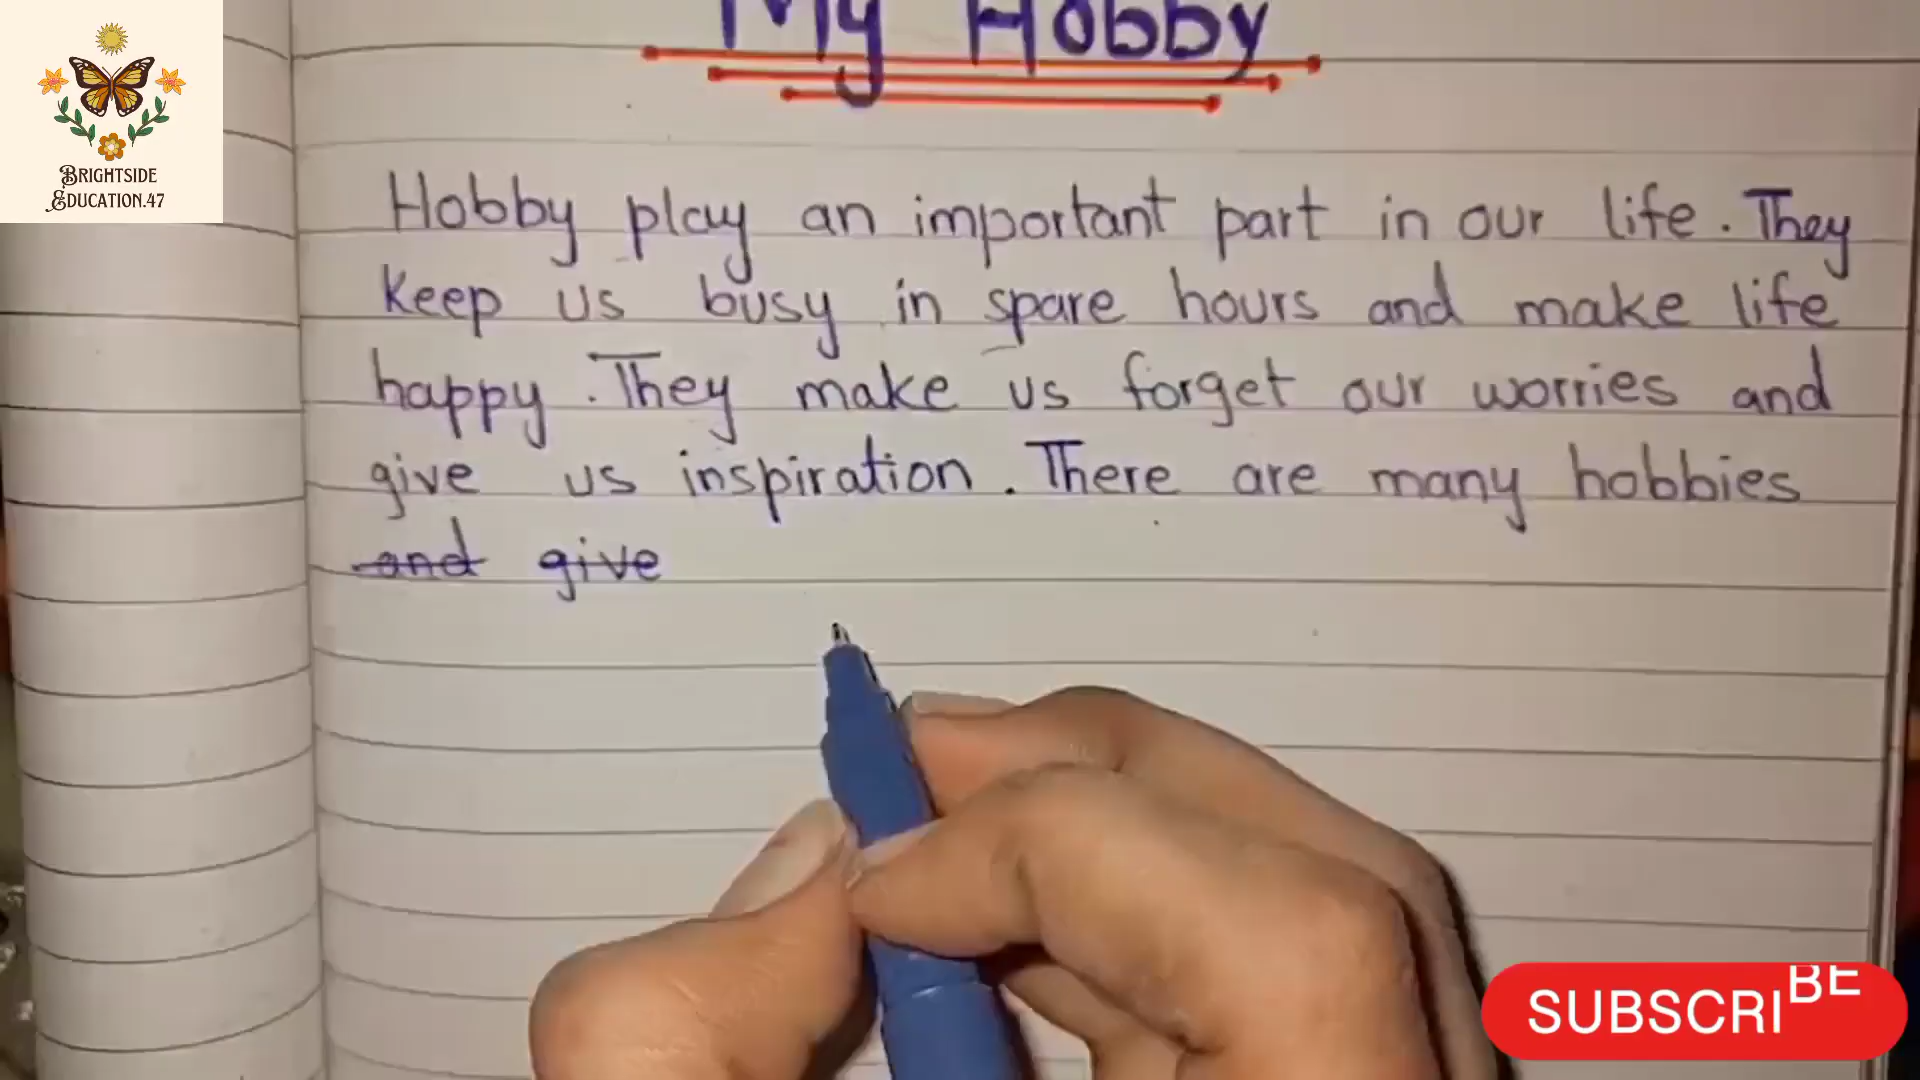 My Hobby
BRIGHTSIDE
EDUCATION.47
Hobby play an important part in our life. They
keep us busy in spare hours and make life
happy. They make us forget our worries and
give us inspiration. There are many hobbies
and give
SUBSCRIBE